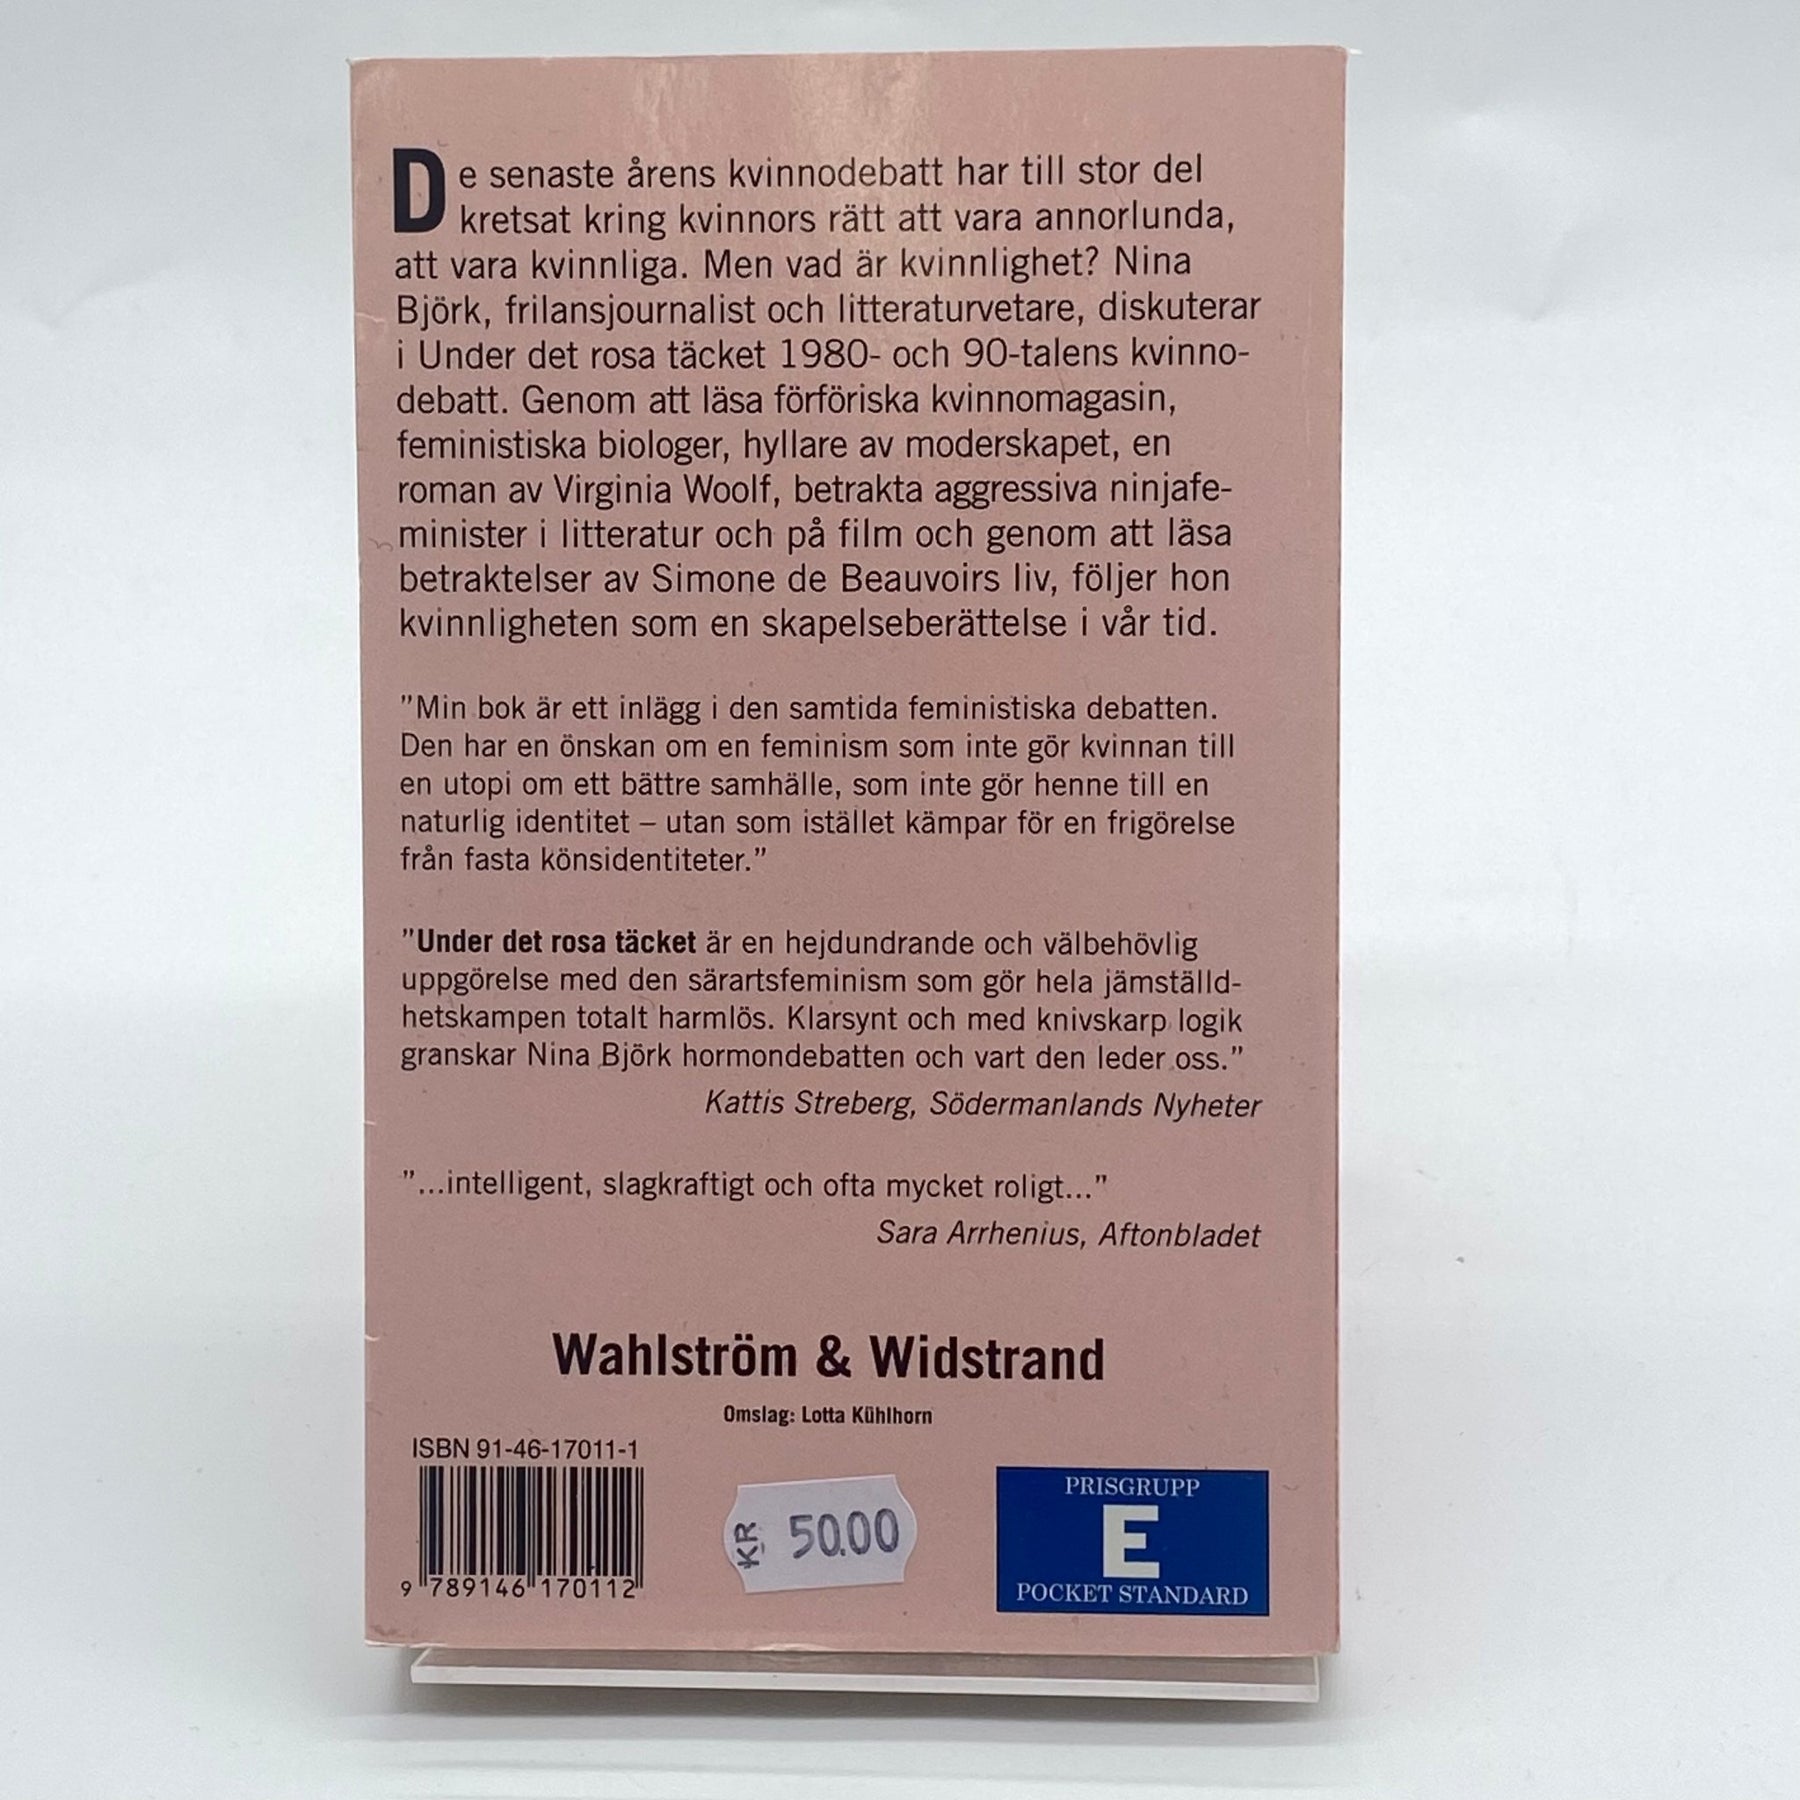 De senaste årens kvinnodebatt har till stor del
kretsat kring kvinnors rätt att vara annorlunda,
att vara kvinnliga. Men vad är kvinnlighet? Nina
Björk, frilansjournalist och litteraturvetare, diskuterar
i Under det rosa täcket 1980- och 90-talens kvinno-
debatt. Genom att läsa förföriska kvinnomagasin,
feministiska biologer, hyllare av moderskapet, en
roman av Virginia Woolf, betrakta aggressiva ninjafe-
minister i litteratur och på film och genom att läsa
betraktelser av Simone de Beauvoirs liv, följer hon
kvinnligheten som en skapelseberättelse i vår tid.
”Min bok är ett inlägg i den samtida feministiska debatten.
Den har en önskan om en feminism som inte gör kvinnan till
en utopi om ett bättre samhälle, som inte gör henne till en
naturlig identitet – utan som istället kämpar för en frigörelse
från fasta könsidentiteter.”
”Under det rosa täcket är en hejdundrande och välbehövlig
uppgörelse med den särartsfeminism som gör hela jämställd-
hetskampen totalt harmlös. Klarsynt och med knivskarp logik
granskar Nina Björk hormondebatten och vart den leder oss.”
Kattis Streberg, Södermanlands Nyheter
”...intelligent, slagkraftigt och ofta mycket roligt...”
Sara Arrhenius, Aftonbladet
Wahlström & Widstrand
Omslag: Lotta Kühlhorn
ISBN 91-46-17011-1
9 789146 170112
KR 50.00
PRISGRUPP
E
POCKET STANDARD